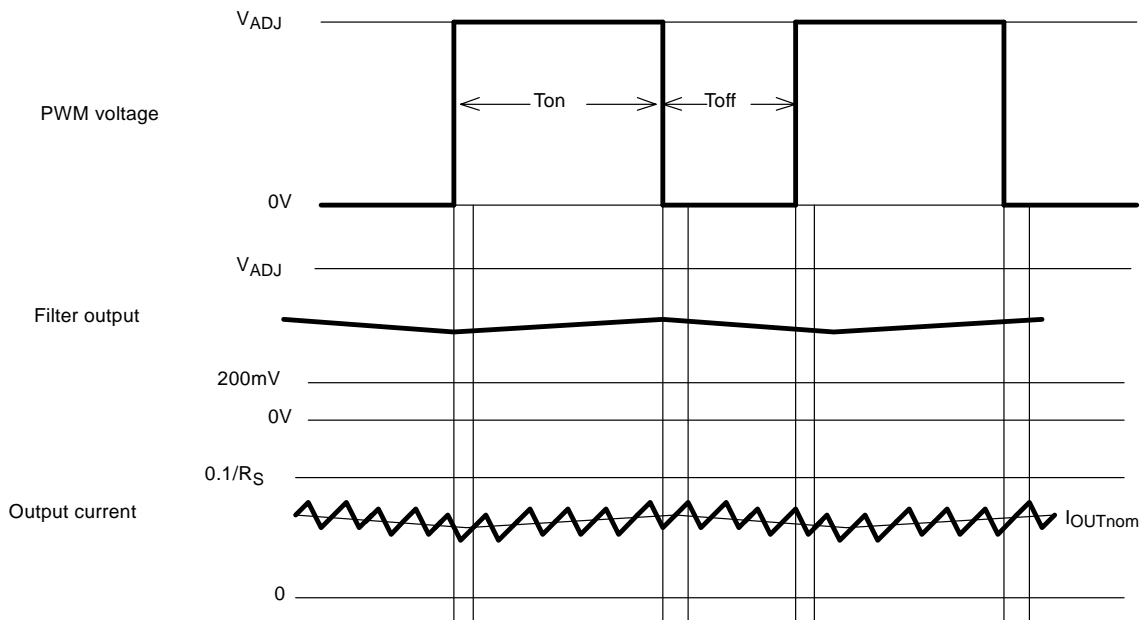 VADJ
Ton
Toff
PWM voltage
0V
VADJ
Filter output
200mV
0V
0.1/RS
Output current
IOUTnom
0